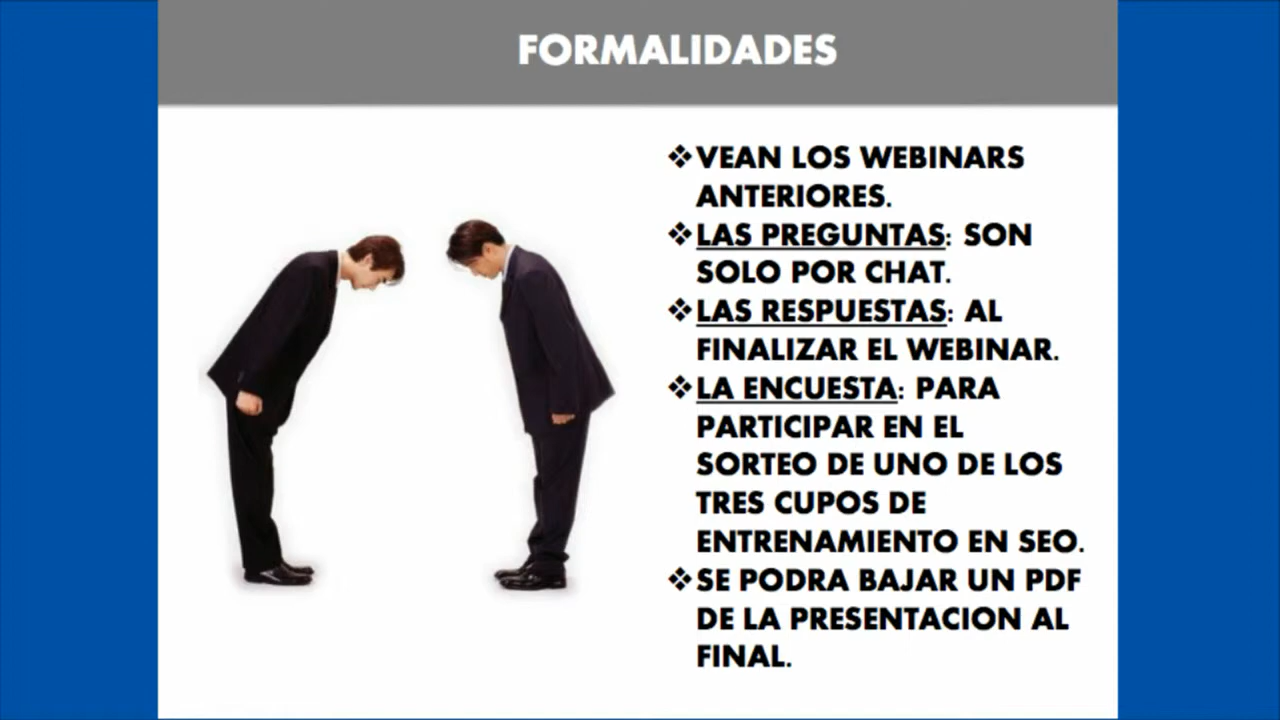 FORMALIDADES
❖VEAN LOS WEBINARS
ANTERIORES.
❖LAS PREGUNTAS: SON
SOLO POR CHAT.
❖LAS RESPUESTAS: AL
FINALIZAR EL WEBINAR.
❖LA ENCUESTA: PARA
PARTICIPAR EN EL
SORTEO DE UNO DE LOS
TRES CUPOS DE
ENTRENAMIENTO EN SEO.
❖SE PODRA BAJAR UN PDF
DE LA PRESENTACION AL
FINAL.